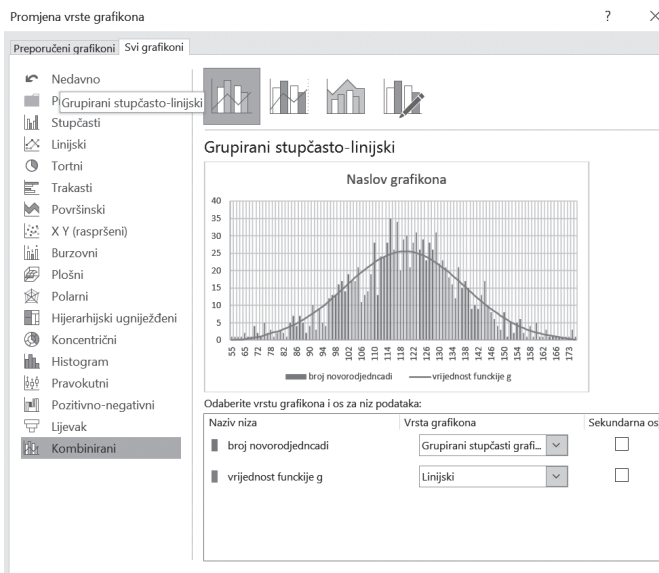 Promjena vrste grafikona ?
Preporučeni grafikoni Svi grafikoni
Nedavno
P
Grupirani stupčasto-linijski
Stupčasti
Linijski
Tortni
Trakasti
Površinski
X Y (raspršeni)
Burzovni
Plošni
Polarni
Hijerarhijski ugniježđeni
Koncentrični
Histogram
Pravokutni
Pozitivno-negativni
Lijevak
Kombinirani
Grupirani stupčasto-linijski
Naslov grafikona
40
35
30
25
20
15
10
5
0
55 65 72 78 82 86 90 94 98 102 106 110 114 118 122 126 130 134 138 142 146 150 154 158 162 166 173
broj novorodjedncadi vrijednost funckije g
Odaberite vrstu grafikona i os za niz podataka:
Naziv niza Vrsta grafikona Sekundarna os
broj novorodjedncadi Grupirani stupčasti grafi...
vrijednost funckije g Linijski